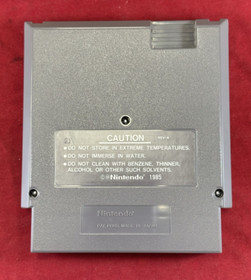 CAUTION
●DO NOT STORE IN EXTREME TEMPERATURES.
●DO NOT IMMERSE IN WATER.
●DO NOT CLEAN WITH BENZENE, THINNER,
ALCOHOL OR OTHER SUCH SOLVENTS.
©Nintendo 1985
Nintendo